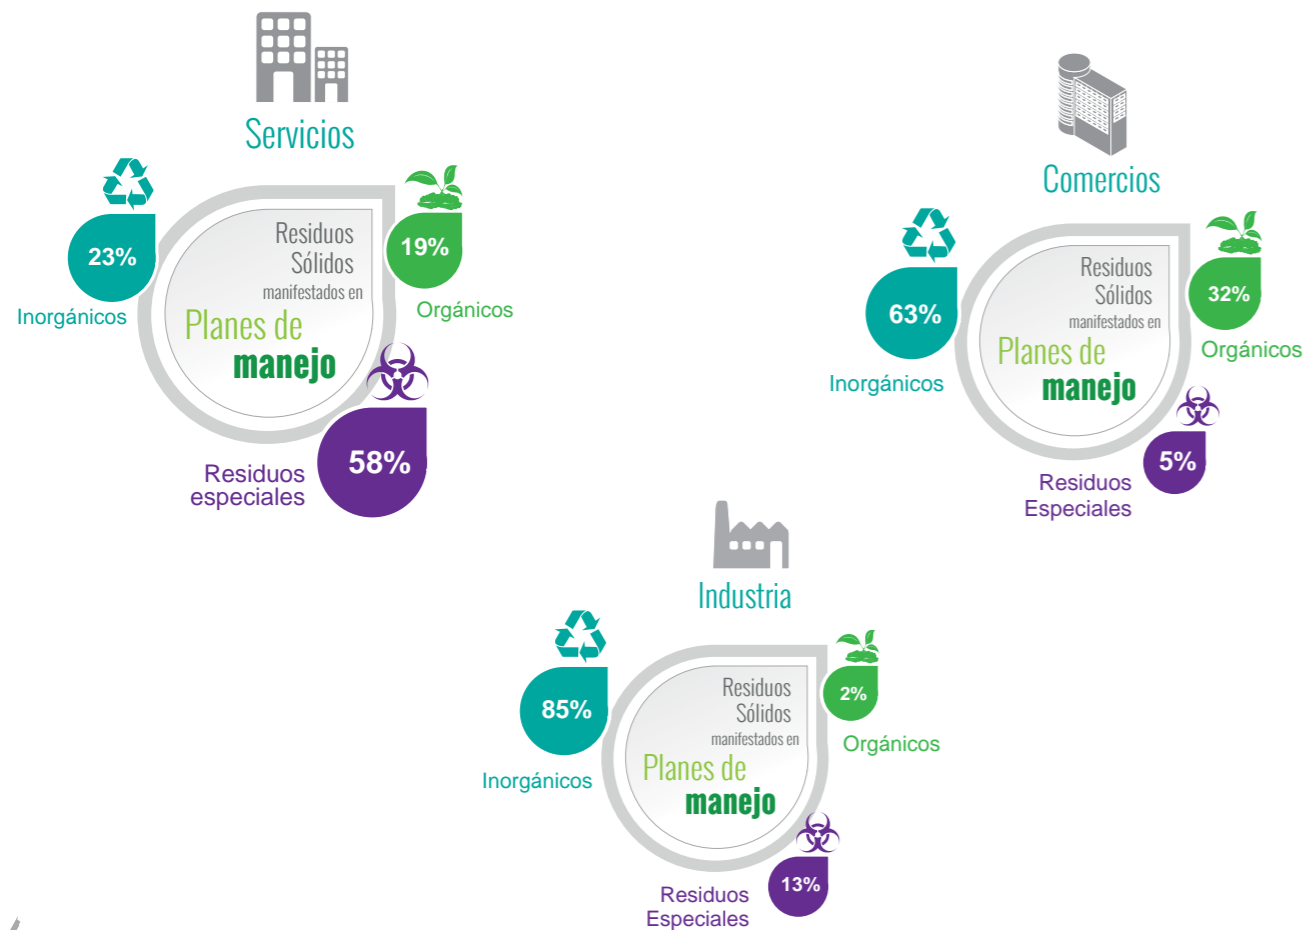 Servicios
23%
Inorgánicos
Residuos
Sólidos
manifestados en
Planes de
manejo
19%
Orgánicos
58%
Residuos
especiales
Comercios
63%
Inorgánicos
Residuos
Sólidos
manifestados en
Planes de
manejo
32%
Orgánicos
5%
Residuos
Especiales
Industria
85%
Inorgánicos
Residuos
Sólidos
manifestados en
Planes de
manejo
2%
Orgánicos
13%
Residuos
Especiales